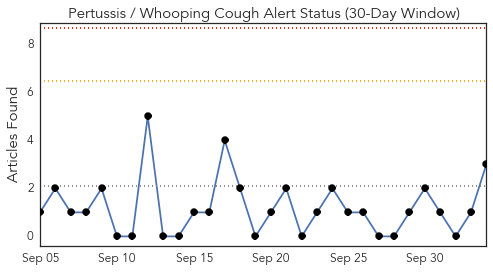 Pertussis / Whooping Cough Alert Status (30-Day Window)
Articles Found
8
6
4
2
0
Sep 05 Sep 10 Sep 15 Sep 20 Sep 25 Sep 30